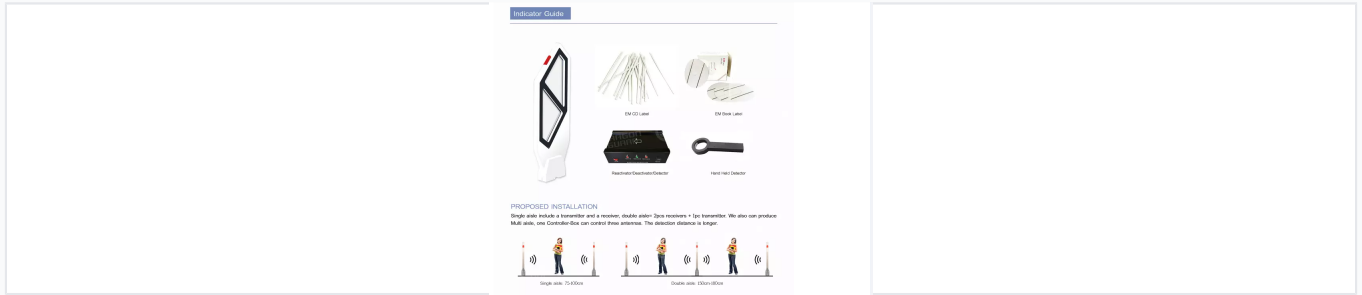 Indicator Guide
EM CD Label
EM Book Label
Reactivator/Deactivator/Detector
Hand Held Detector
PROPOSED INSTALLATION
Single aisle include a transmitter and a receiver, double aisle= 2pcs receivers + 1pc transmitter. We also can produce
Multi aisle, one Controller-Box can control three antennas. The detection distance is longer.
Single aisle: 75-100cm
Double aisle: 150cm-180cm